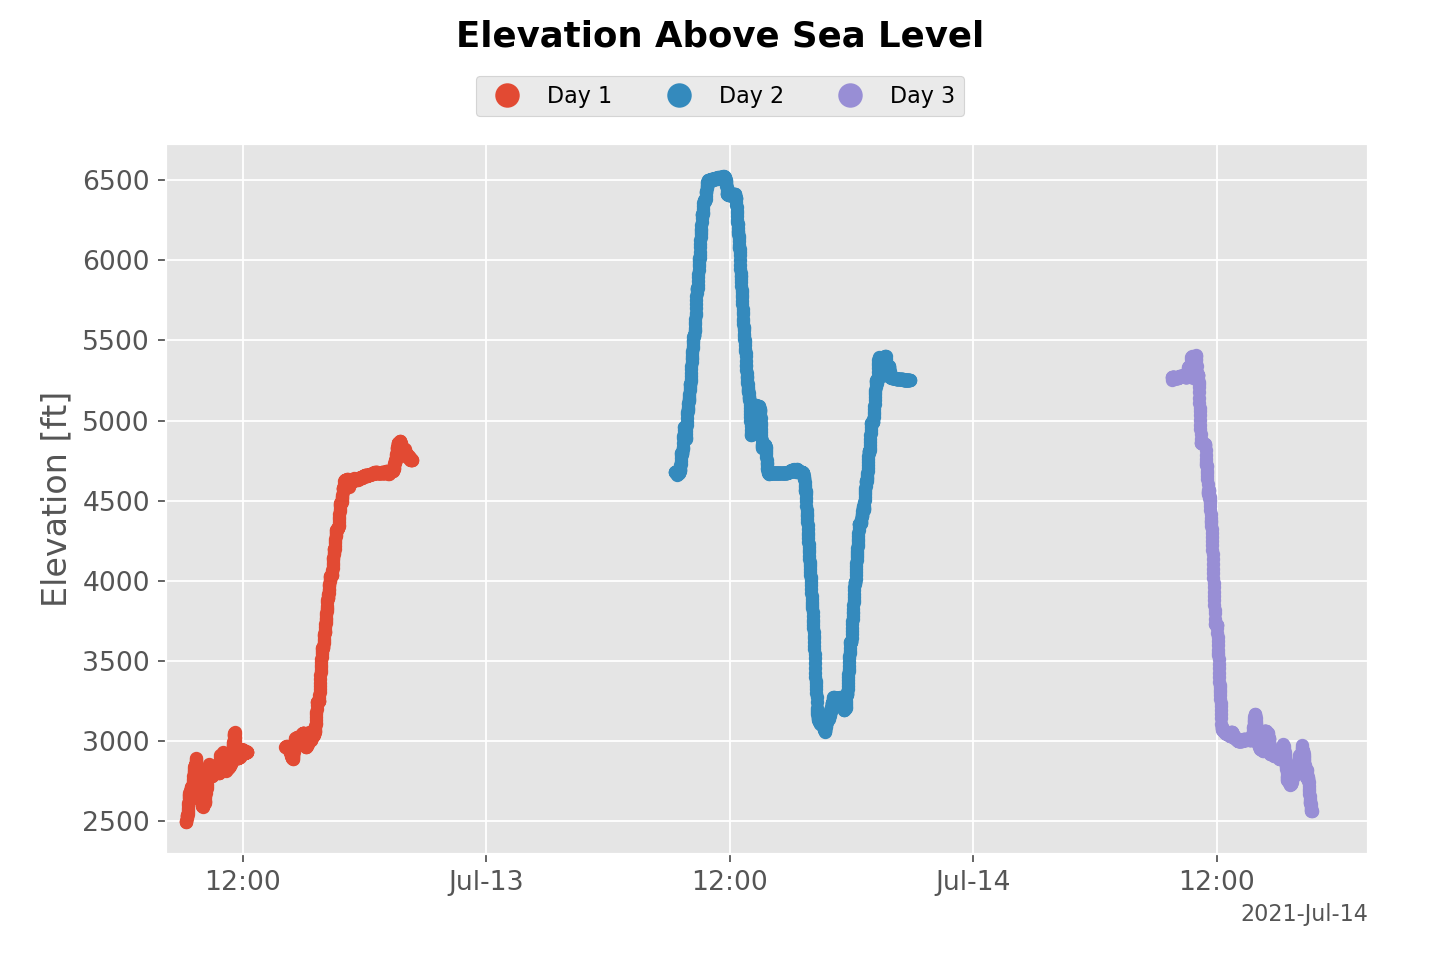 Elevation Above Sea Level
Day 1 Day 2 Day 3
6500
6000
5500
5000
4500
4000
3500
3000
2500
Elevation [ft]
12:00 Jul-13 12:00 Jul-14 12:00
2021-Jul-14